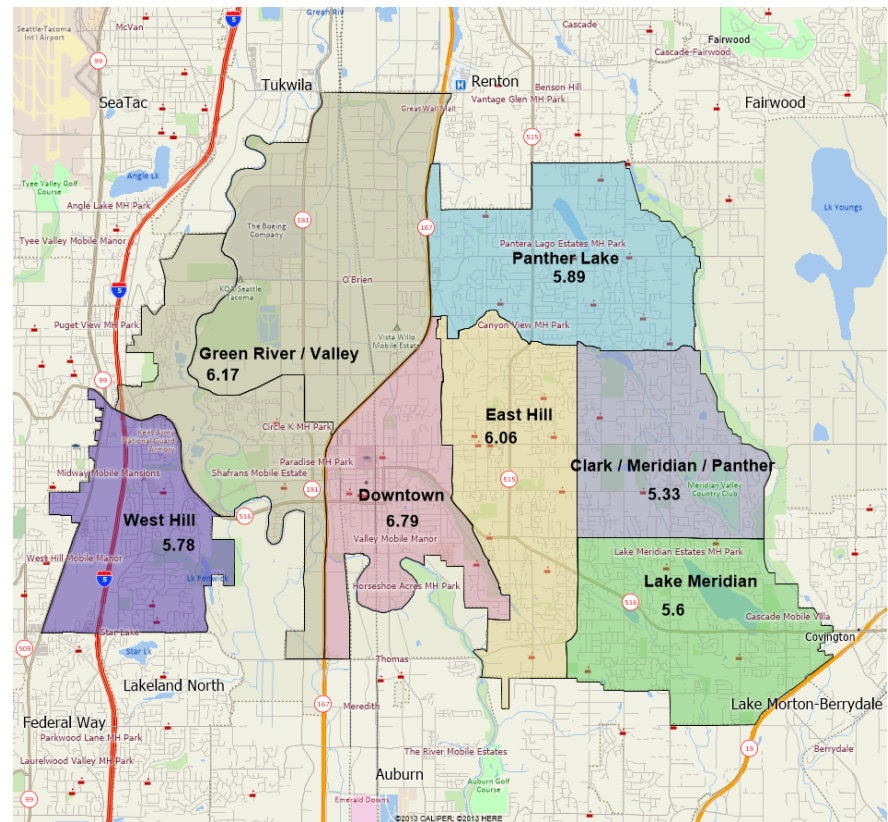 Seattle-Tacoma
Int'l Airport
McVan
5
Green Riv
Cascade
Fairwood
Cascade-Fairwood
99
Tukwila
H
Renton
Benson Hill
SeaTac
Great Wall Mall
Vantage Glen MH Park
Fairwood
515
Angle Lk
Tyee Valley Golf
Course
Angle Lake MH Park
Lk Youngs
181
167
The Boeing
Company
Tyee Valley Mobile Manor
Pantera Lago Estates MH Park
Panther Lake
5.89
O'Brien
KOA-Seattle
Tacoma
5
Puget View MH Park
Canyon View MH Park
Vista Willo
Mobile Estate
Green River / Valley
6.17
99
East Hill
6.06
Circle K MH Park
Kent Army
National Guard
Armory
Paradise MH Park
Clark / Meridian / Panther
5.33
Midway Mobile Mansions
Shafrans Mobile Estate
515
Meridian Valley
Country Club
181
Downtown
6.79
516
West Hill
5.78
Valley Mobile Manor
Lake Meridian Estates MH Park
West Hill Mobile Manor
5
Lk Fenwick
Horseshoe Acres MH Park
Lake Meridian
5.6
516
Cascade Mobile Villa
Star Lake
Covington
509
Star Lk
Thomas
Lakeland North
167
Meredith
Lake Morton-Berrydale
Federal Way
Parkwood Lane MH Park
The River Mobile Estates
18
Berrydale
Laurelwood Valley MH Park
Auburn
Auburn Golf
Course
99
Emerald Downs
©2013 CALIPER; ©2013 HERE